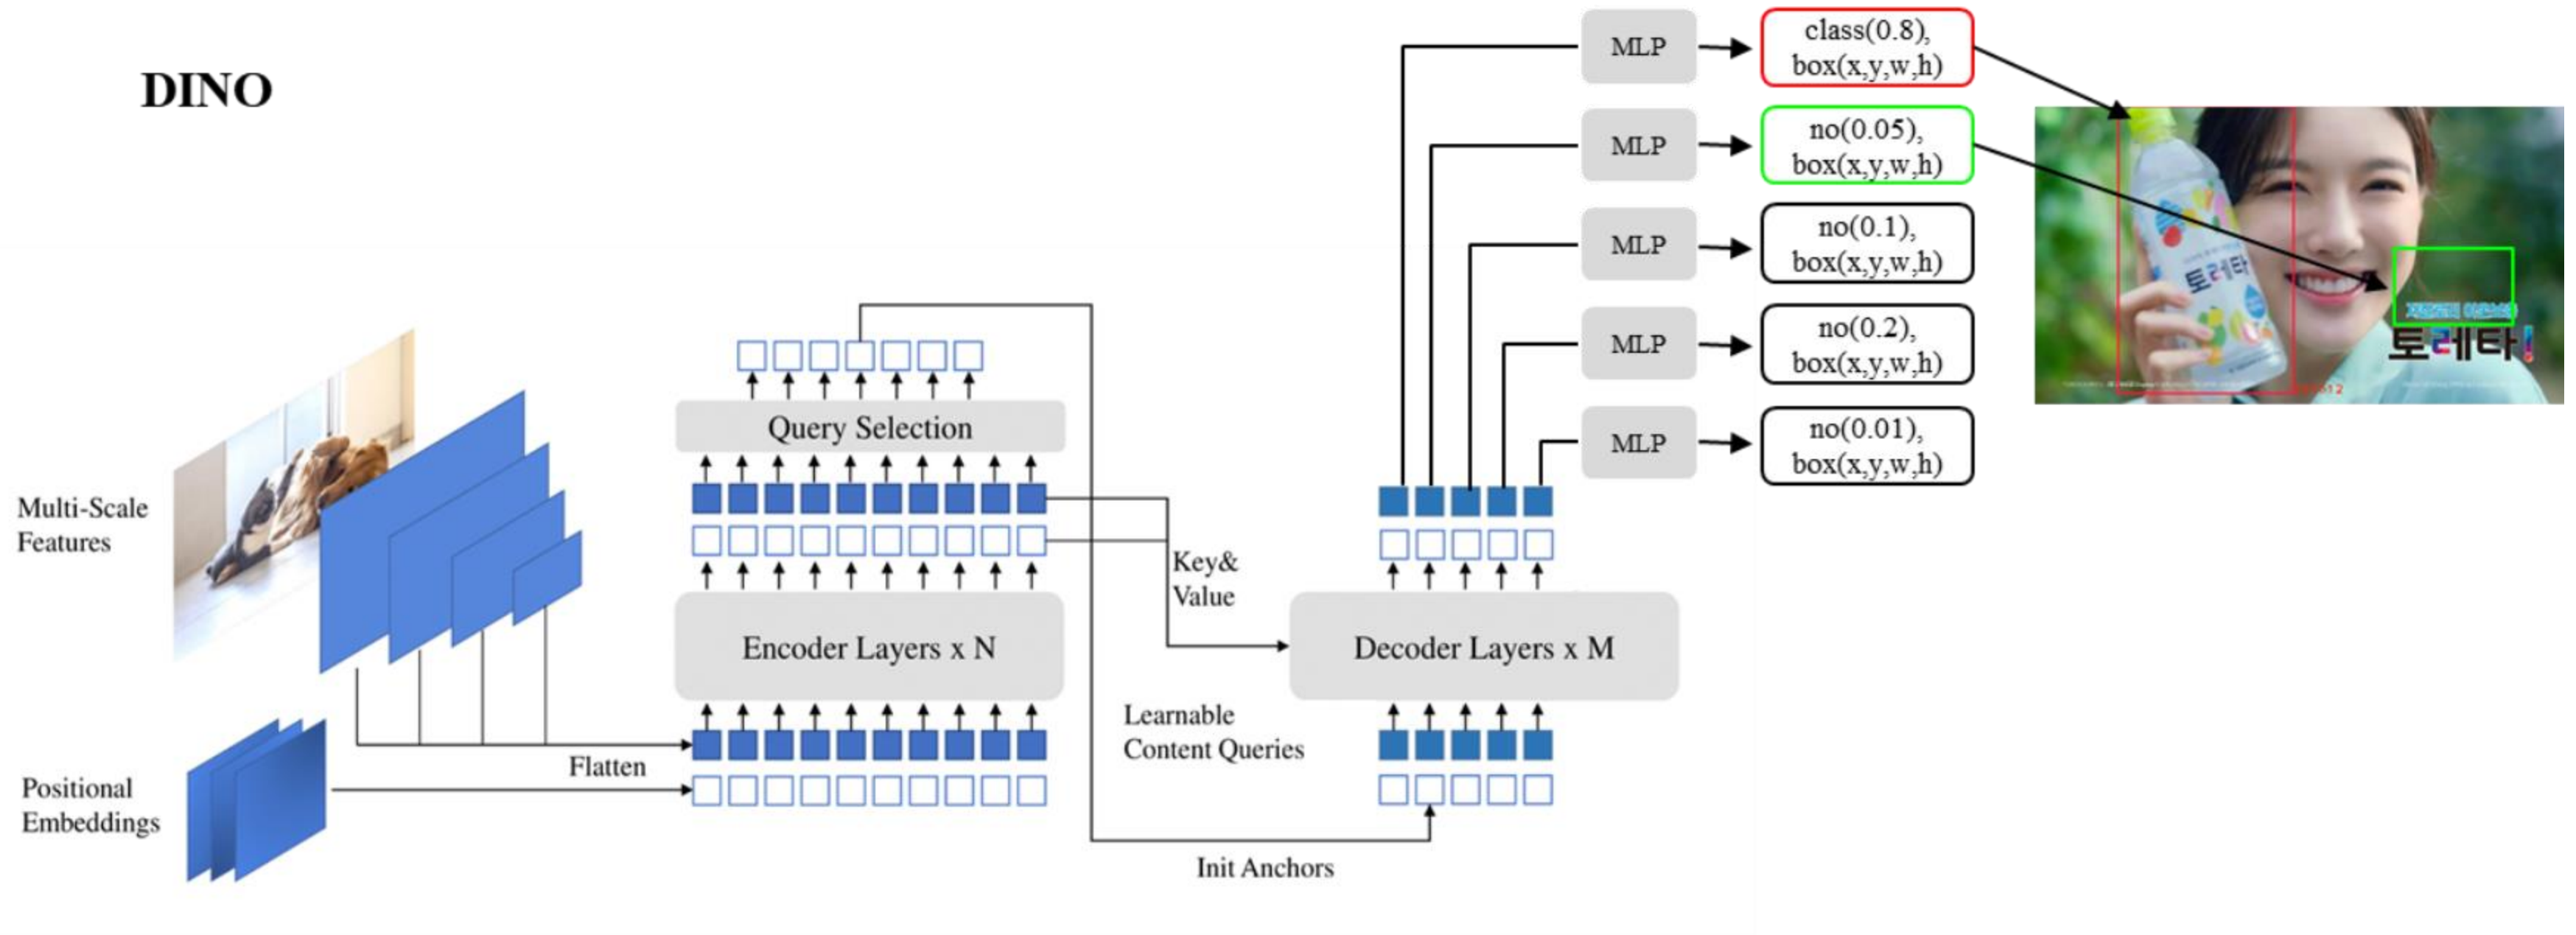 DINO
Multi-Scale
Features
Positional
Embeddings
Flatten
Query Selection
Encoder Layers x N
Key&
Value
Learnable
Content Queries
Init Anchors
Decoder Layers x M
MLP
class(0.8),
box(x,y,w,h)
MLP
no(0.05),
box(x,y,w,h)
MLP
no(0.1),
box(x,y,w,h)
MLP
no(0.2),
box(x,y,w,h)
MLP
no(0.01),
box(x,y,w,h)
토레타
토레타!